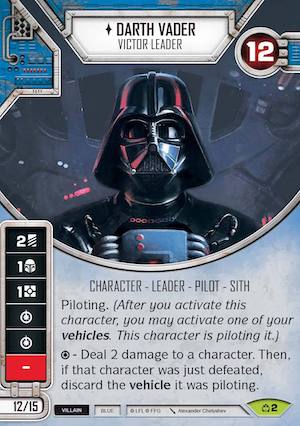 DARTH VADER
VICTOR LEADER
12
2
1
1
-
12/15
CHARACTER - LEADER - PILOT - SITH
Piloting. (After you activate this
character, you may activate one of your
vehicles. This character is piloting it.)
- Deal 2 damage to a character. Then,
if that character was just defeated,
discard the vehicle it was piloting.
VILLAIN
BLUE
© LFL © FFG
Alexander Chelyshev
2